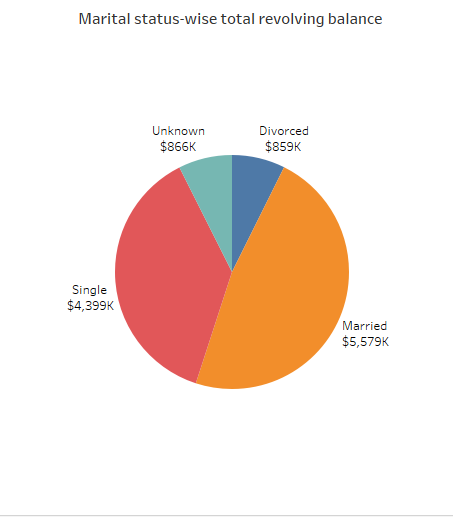 Marital status-wise total revolving balance
Unknown
$866K
Divorced
$859K
Single
$4,399K
Married
$5,579K